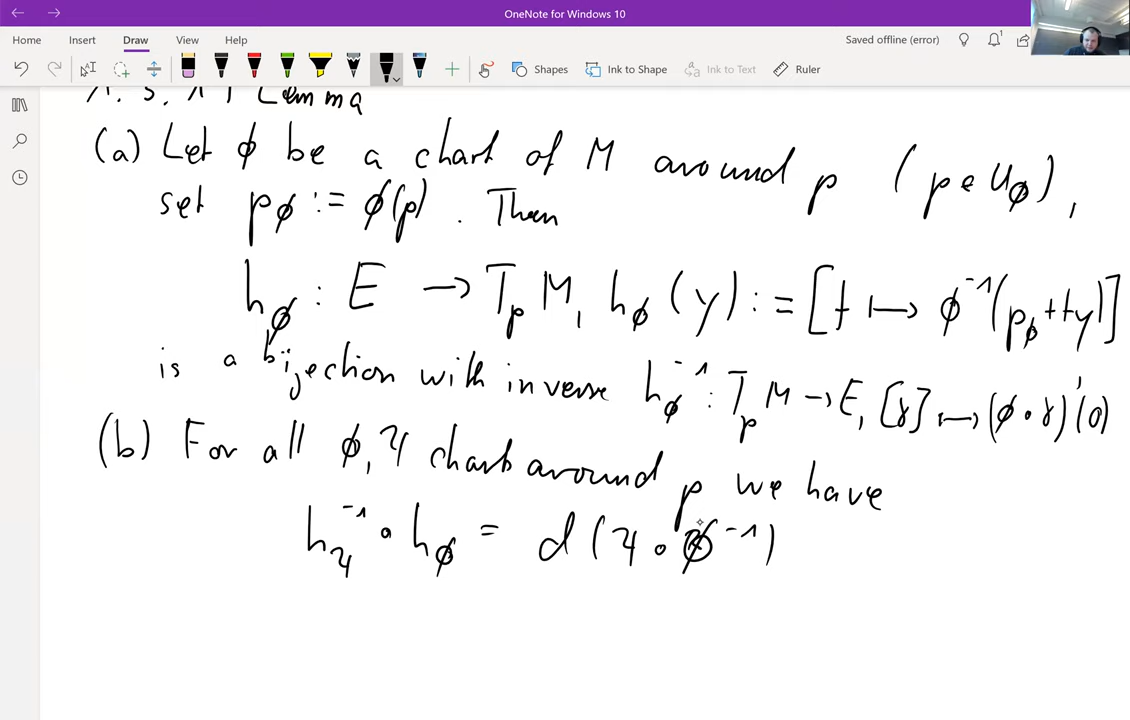 OneNote for Windows 10
Home Insert Draw View Help
Saved offline (error)
Shapes Ink to Shape Ink to Text Ruler
Lemma
(a) Let ϕ be a chart of M around p (p ∈ U_ϕ),
set p_ϕ := ϕ(p). Then
h_ϕ : E → T_p M, h_ϕ(y) := [t ↦ ϕ^{-1}(p_ϕ + ty)]
is a bijection with inverse h_ϕ^{-1} : T_p M → E, [γ] ↦ (ϕ ∘ γ)'(0)
(b) For all ϕ, ψ charts around p we have
h_ψ^{-1} ∘ h_ϕ = d(ψ ∘ ϕ^{-1})